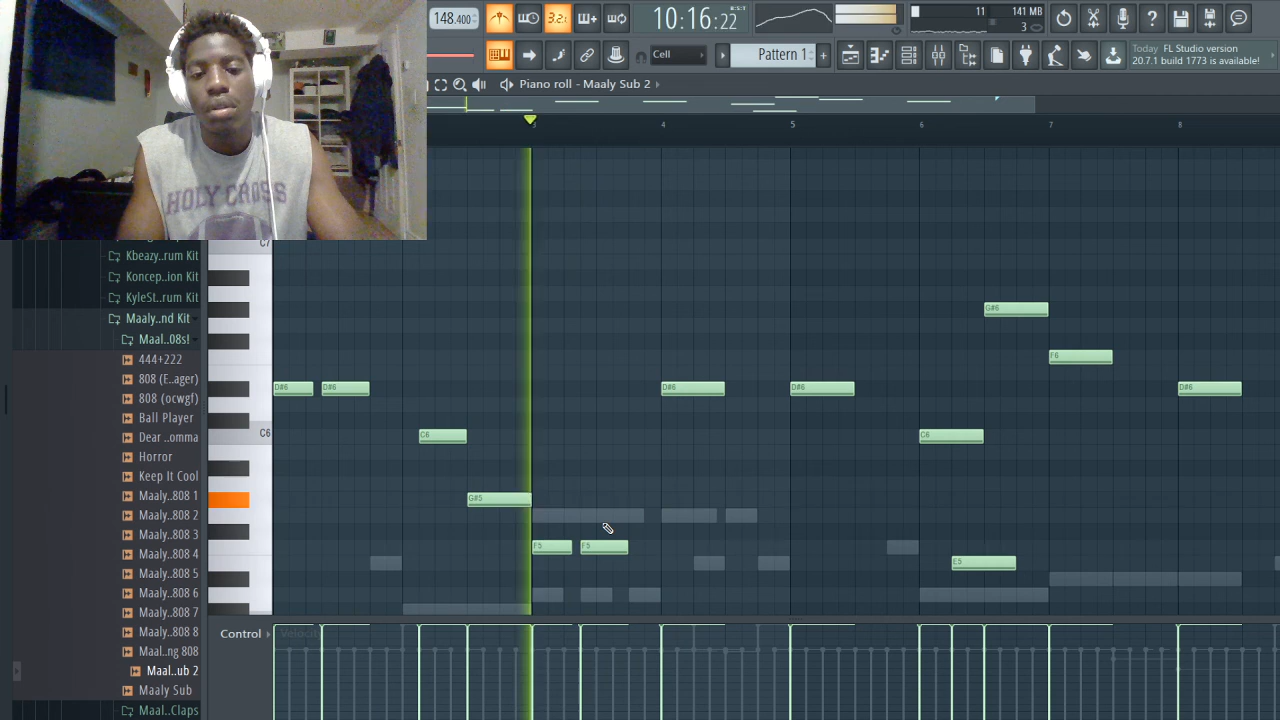 148.400
3.2:
10:16:22
B:S:T
11
141 MB
3
Cell
Pattern 1
+
Today FL Studio version
20.7.1 build 1773 is available!
Piano roll - Maaly Sub 2
3 4 5 6 7 8
HOLY CROSS
C7
Kbeazy..rum Kit
Koncep..ion Kit
KyleSt..rum Kit
Maaly..nd Kit
Maal..08s!
444+222
808 (E..ager)
808 (ocwgf)
Ball Player
Dear ..omma
Horror
Keep It Cool
Maaly..808 1
Maaly..808 2
Maaly..808 3
Maaly..808 4
Maaly..808 5
Maaly..808 6
Maaly..808 7
Maaly..808 8
Maal..ng 808
Maal..ub 2
Maaly Sub
Maal..Claps
G#6
F6
D#6 D#6 D#6 D#6 D#6
C6 C6 C6
G#5
F5 F5
E5
Control
Velocity